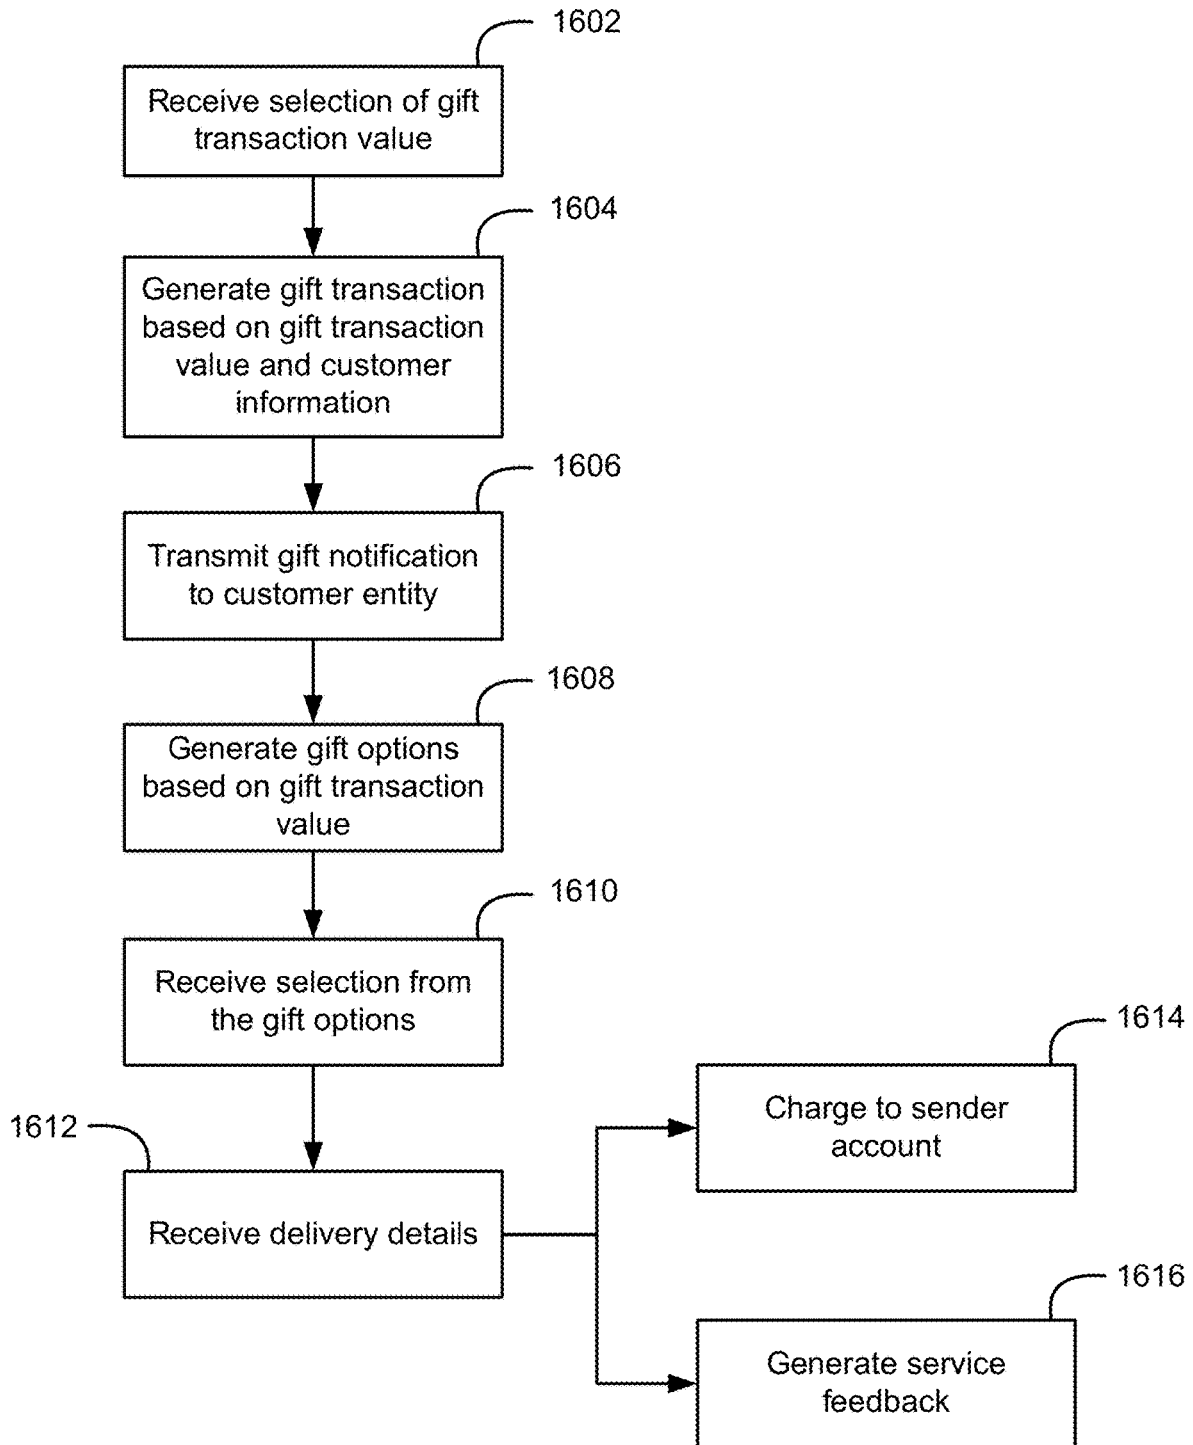 1602
Receive selection of gift
transaction value
1604
Generate gift transaction
based on gift transaction
value and customer
information
1606
Transmit gift notification
to customer entity
1608
Generate gift options
based on gift transaction
value
1610
Receive selection from
the gift options
1612
Receive delivery details
1614
Charge to sender
account
1616
Generate service
feedback